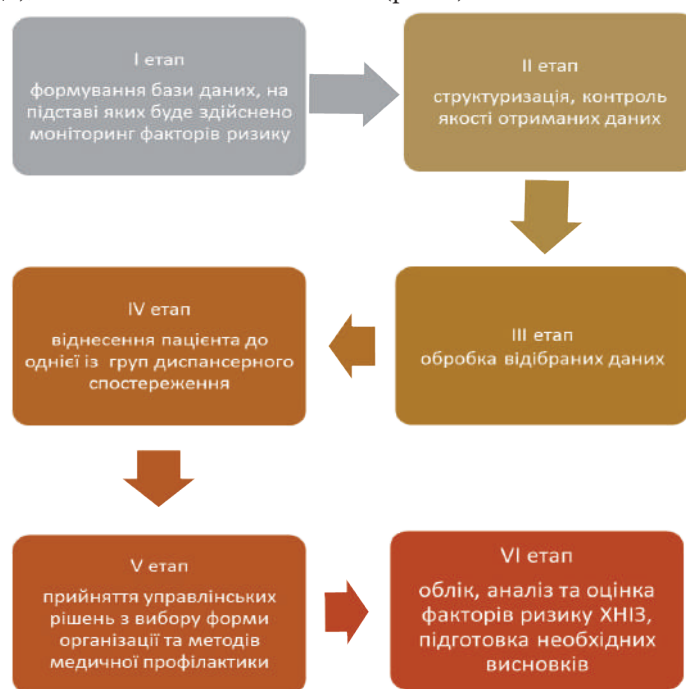 I етап
формування бази даних, на
підставі яких буде здійснено
моніторинг факторів ризику
II етап
структуризація, контроль
якості отриманих даних
III етап
обробка відібраних даних
IV етап
віднесення пацієнта до
однієї із груп диспансерного
спостереження
V етап
прийняття управлінських
рішень з вибору форми
організації та методів
медичної профілактики
VI етап
облік, аналіз та оцінка
факторів ризику ХНІЗ,
підготовка необхідних
висновків